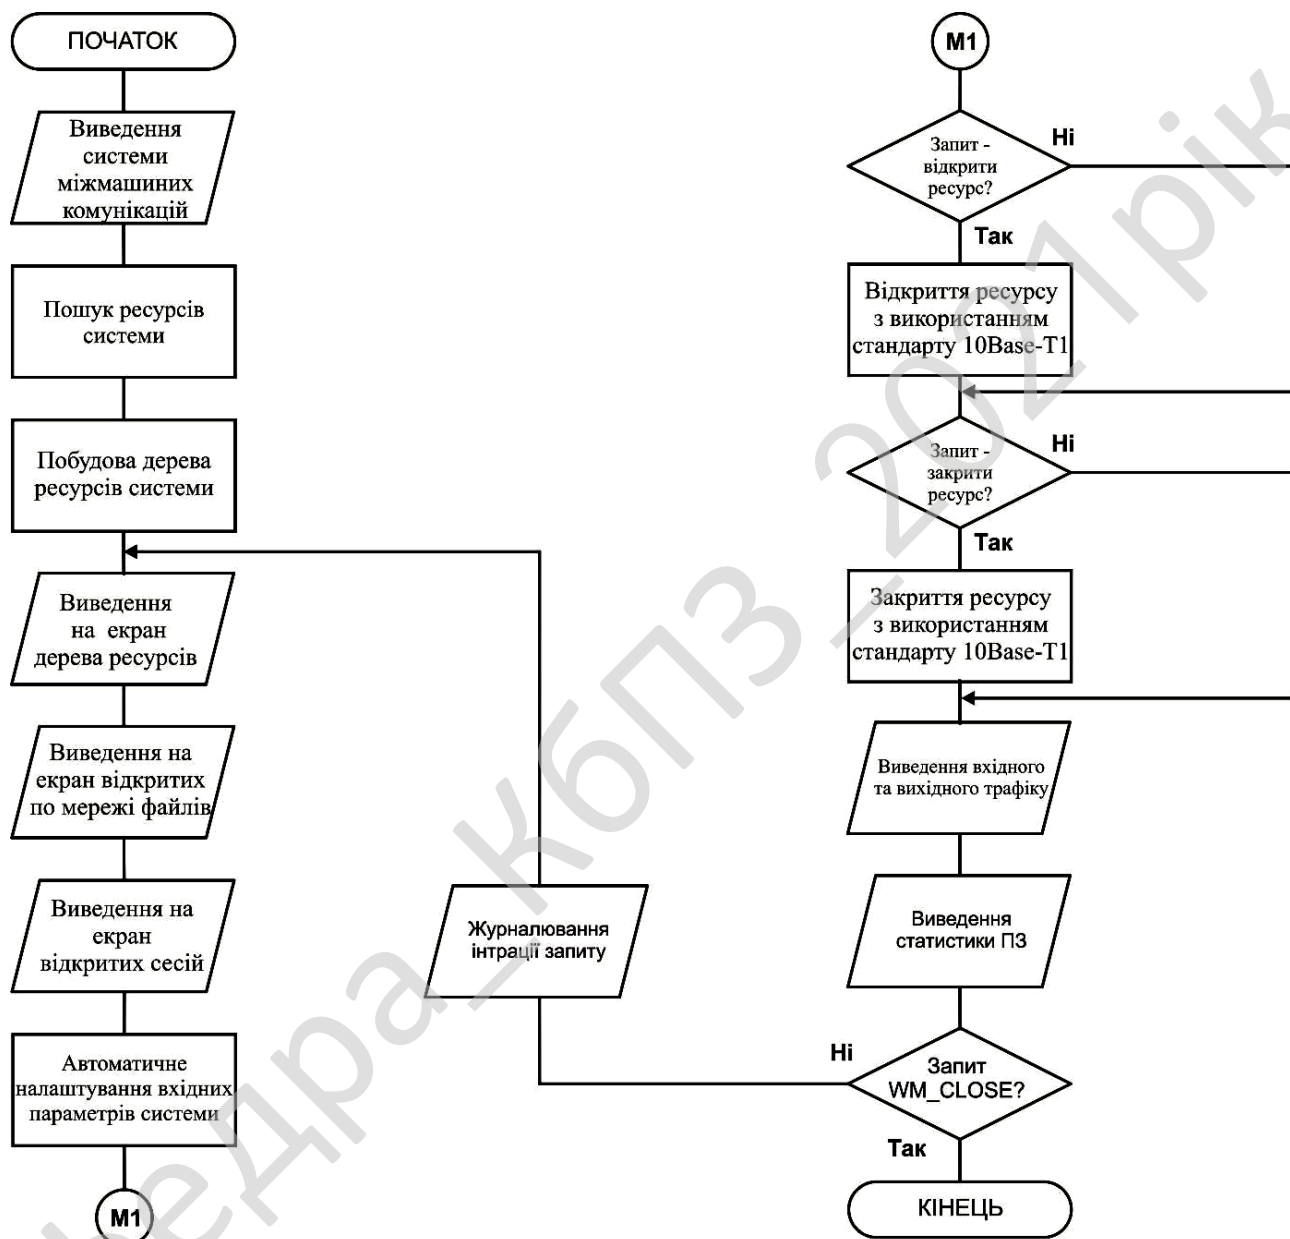 ПОЧАТОК
Виведення
системи
міжмашиних
комунікацій
Пошук ресурсів
системи
Побудова дерева
ресурсів системи
Виведення
на екран
дерева ресурсів
Виведення на
екран відкритих
по мережі файлів
Виведення на
екран
відкритих сесій
Автоматичне
налаштування вхідних
параметрів системи
М1
Журналювання
інтрації запиту
М1
Запит -
відкрити
ресурс?
Ні
Так
Відкриття ресурсу
з використанням
стандарту 10Base-T1
Запит -
закрити
ресурс?
Ні
Так
Закриття ресурсу
з використанням
стандарту 10Base-T1
Виведення вхідного
та вихідного трафіку
Виведення
статистики ПЗ
Запит
WM_CLOSE?
Ні
Так
КІНЕЦЬ
федра_КбПЗ_2021рік